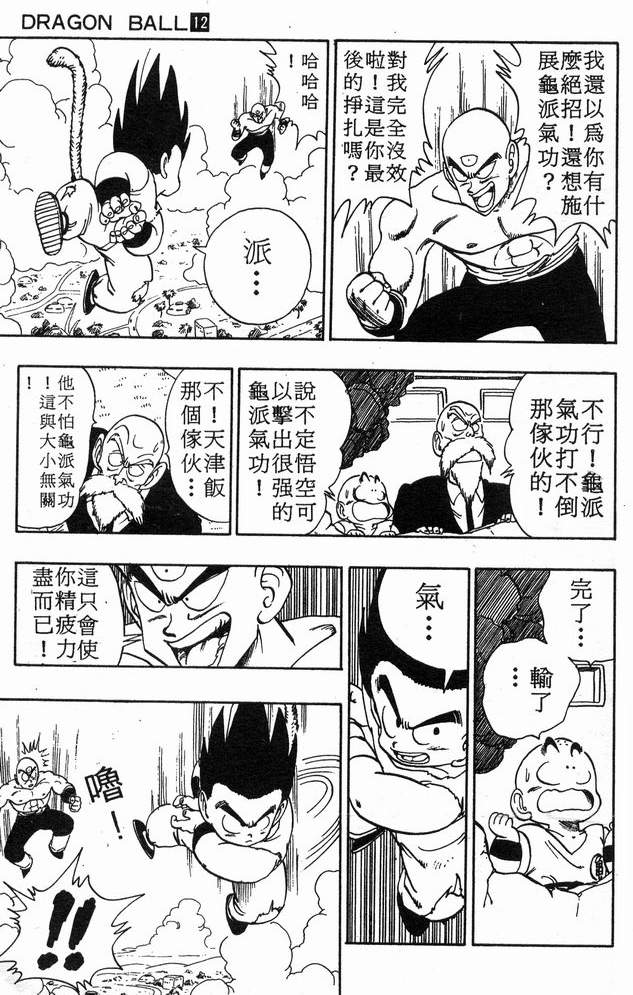 DRAGON BALL 12
我還以為你有什
麼絕招！還想施
展龜派氣功？
對我完全沒效
啦！這是你最
後的掙扎嗎？
哈哈哈
！
派…
不行！龜派
氣功打不倒
那傢伙的！
說不定悟空可
以擊出很强的
龜派氣功！
不！天津飯
那個傢伙…
他不怕龜派氣功
！這與大小無關
！
完了…
輸了
…
氣…
這只會使
你精疲力
盡而已！
嚕！
!!